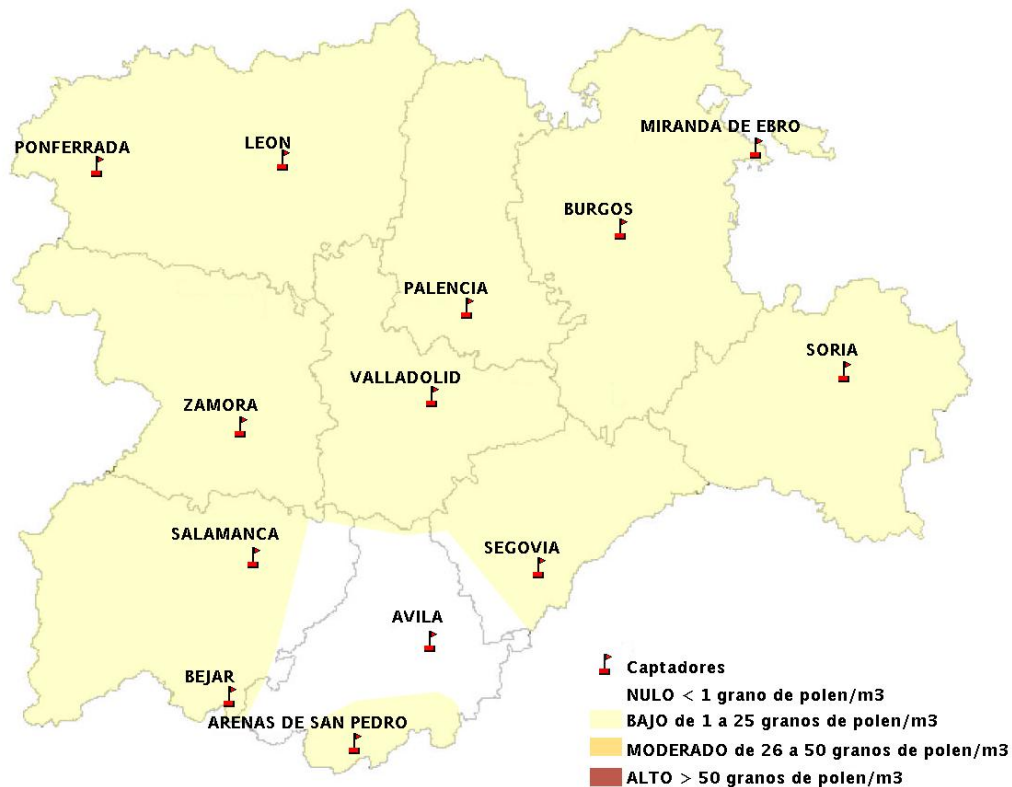 MIRANDA DE EBRO
PONFERRADA
LEON
BURGOS
PALENCIA
SORIA
VALLADOLID
ZAMORA
SALAMANCA
SEGOVIA
AVILA
BEJAR
ARENAS DE SAN PEDRO
Captadores
NULO < 1 grano de polen/m3
BAJO de 1 a 25 granos de polen/m3
MODERADO de 26 a 50 granos de polen/m3
ALTO > 50 granos de polen/m3